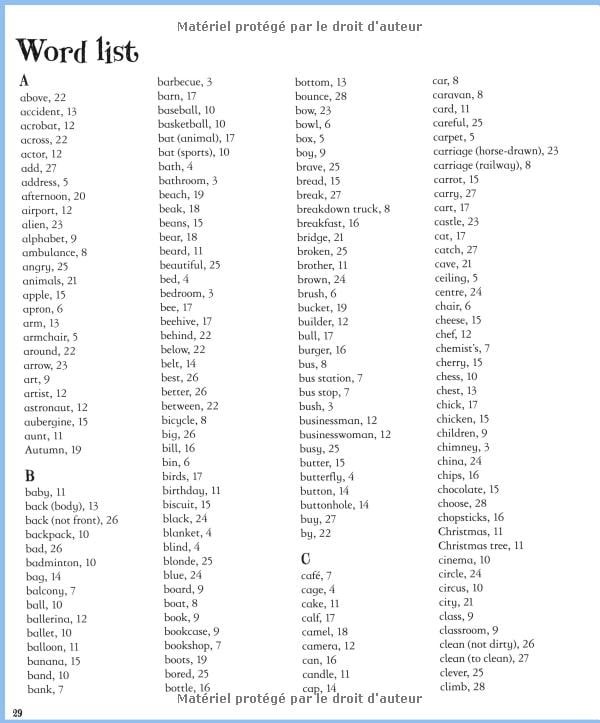 Matériel protégé par le droit d'auteur
Word list
A
above, 22
accident, 13
acrobat, 12
across, 22
actor, 12
add, 27
address, 5
afternoon, 20
airport, 12
alien, 23
alphabet, 9
ambulance, 8
angry, 25
animals, 21
apple, 15
apron, 6
arm, 13
armchair, 5
around, 22
arrow, 23
art, 9
artist, 12
astronaut, 12
aubergine, 15
aunt, 11
Autumn, 19
B
baby, 11
back (body), 13
back (not front), 26
backpack, 10
bad, 26
badminton, 10
bag, 14
balcony, 7
ball, 10
ballerina, 12
ballet, 10
balloon, 11
banana, 15
band, 10
bank, 7
barbecue, 3
barn, 17
baseball, 10
basketball, 10
bat (animal), 17
bat (sports), 10
bath, 4
bathroom, 3
beach, 19
beak, 18
beans, 15
bear, 18
beard, 11
beautiful, 25
bed, 4
bedroom, 3
bee, 17
beehive, 17
behind, 22
below, 22
belt, 14
best, 26
better, 26
between, 22
bicycle, 8
big, 26
bill, 16
bin, 6
birds, 17
birthday, 11
biscuit, 15
black, 24
blanket, 4
blind, 4
blonde, 25
blue, 24
board, 9
boat, 8
book, 9
bookcase, 9
bookshop, 7
boots, 19
bored, 25
bottle, 16
bottom, 13
bounce, 28
bow, 23
bowl, 6
box, 5
boy, 9
brave, 25
bread, 15
break, 27
breakdown truck, 8
breakfast, 16
bridge, 21
broken, 25
brother, 11
brown, 24
brush, 6
bucket, 19
builder, 12
bull, 17
burger, 16
bus, 8
bus station, 7
bus stop, 7
bush, 3
businessman, 12
businesswoman, 12
busy, 25
butter, 15
butterfly, 4
button, 14
buttonhole, 14
buy, 27
by, 22
C
café, 7
cage, 4
cake, 11
calf, 17
camel, 18
camera, 12
can, 16
candle, 11
cap, 14
car, 8
caravan, 8
card, 11
careful, 25
carpet, 5
carriage (horse-drawn), 23
carriage (railway), 8
carrot, 15
carry, 27
cart, 17
castle, 23
cat, 17
catch, 27
cave, 21
ceiling, 5
centre, 24
chair, 6
cheese, 15
chef, 12
chemist's, 7
cherry, 15
chess, 10
chest, 13
chick, 17
chicken, 15
children, 9
chimney, 3
china, 24
chips, 16
chocolate, 15
choose, 28
chopsticks, 16
Christmas, 11
Christmas tree, 11
cinema, 10
circle, 24
circus, 10
city, 21
class, 9
classroom, 9
clean (not dirty), 26
clean (to clean), 27
clever, 25
climb, 28
Matériel protégé par le droit d'auteur
29